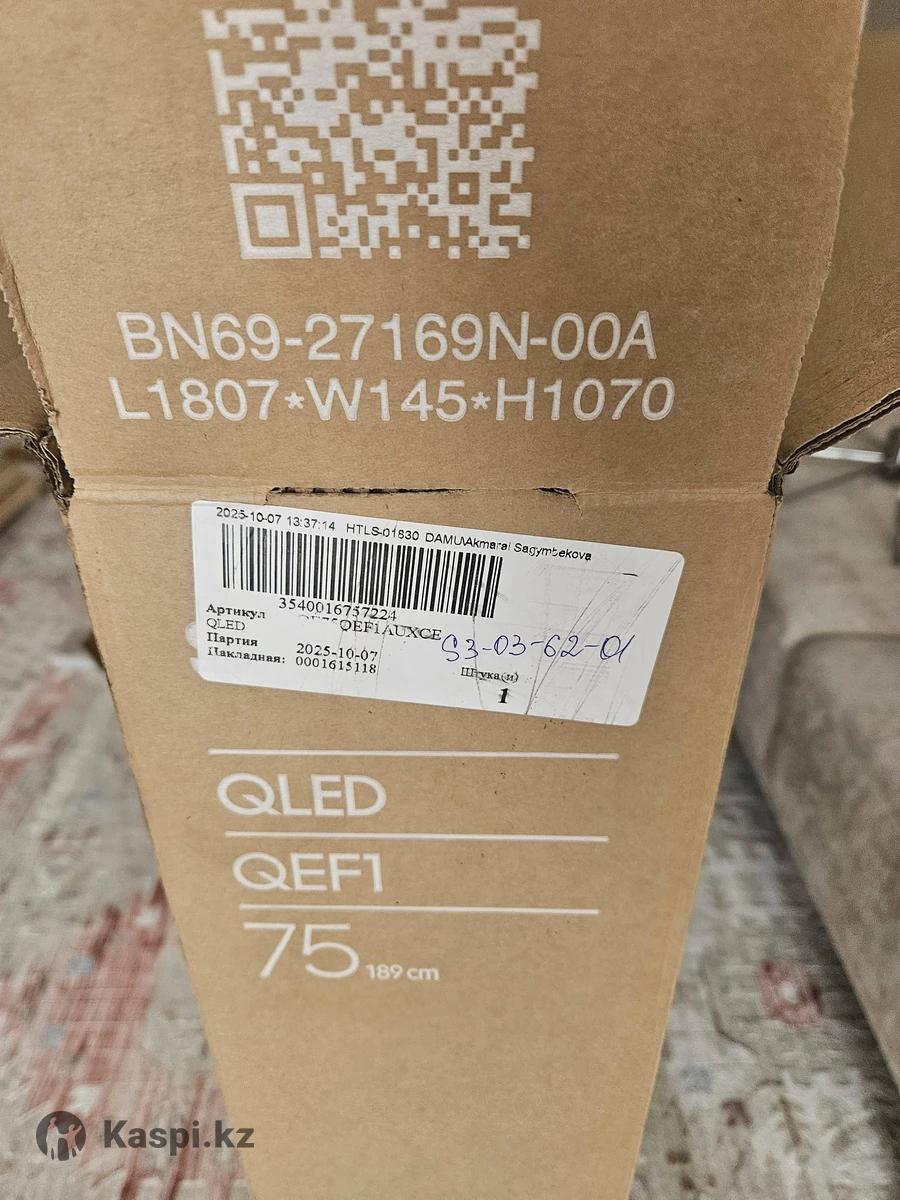 BN69-27169N-00A
L1807*W145*H1070
2025-10-07 13:37:14 HTLS-01830 DAMU\Akmaral Sagymbekova
3540016757224
Артикул QE75QEF1AUXCE
QLED
Партия 2025-10-07
Накладная: 0001615118
S3-03-62-01
Штука(и)
1
QLED
QEF1
75 189 cm
Kaspi.kz